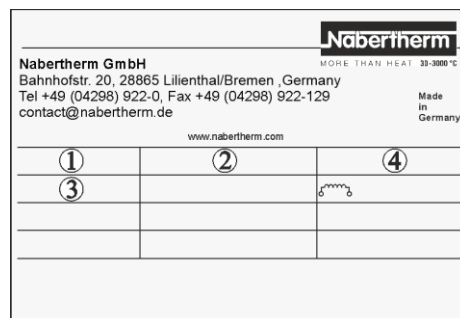 Nabertherm
MORE THAN HEAT 30-3000 °C
Nabertherm GmbH
Bahnhofstr. 20, 28865 Lilienthal/Bremen ,Germany
Tel +49 (04298) 922-0, Fax +49 (04298) 922-129
contact@nabertherm.de
Made
in
Germany
www.nabertherm.com
① ② ④
③